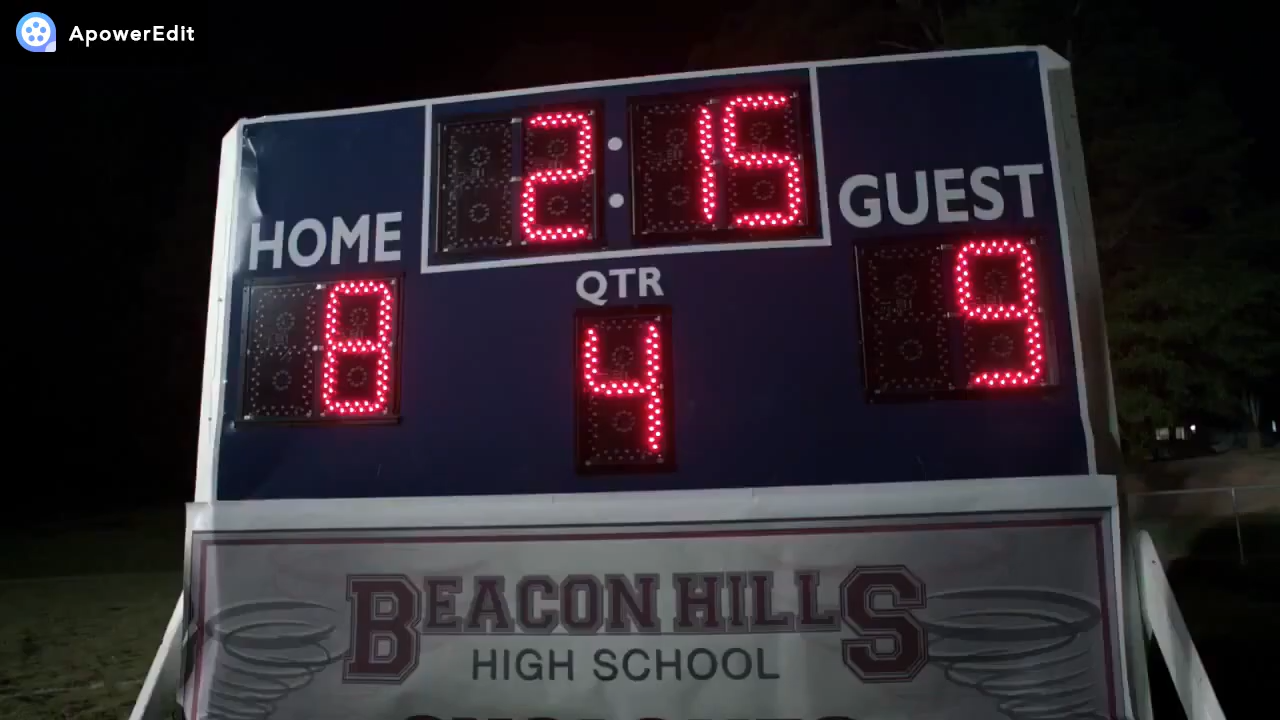 ApowerEdit
2:15
HOME
GUEST
QTR
8
4
9
BEACON HILLS
HIGH SCHOOL